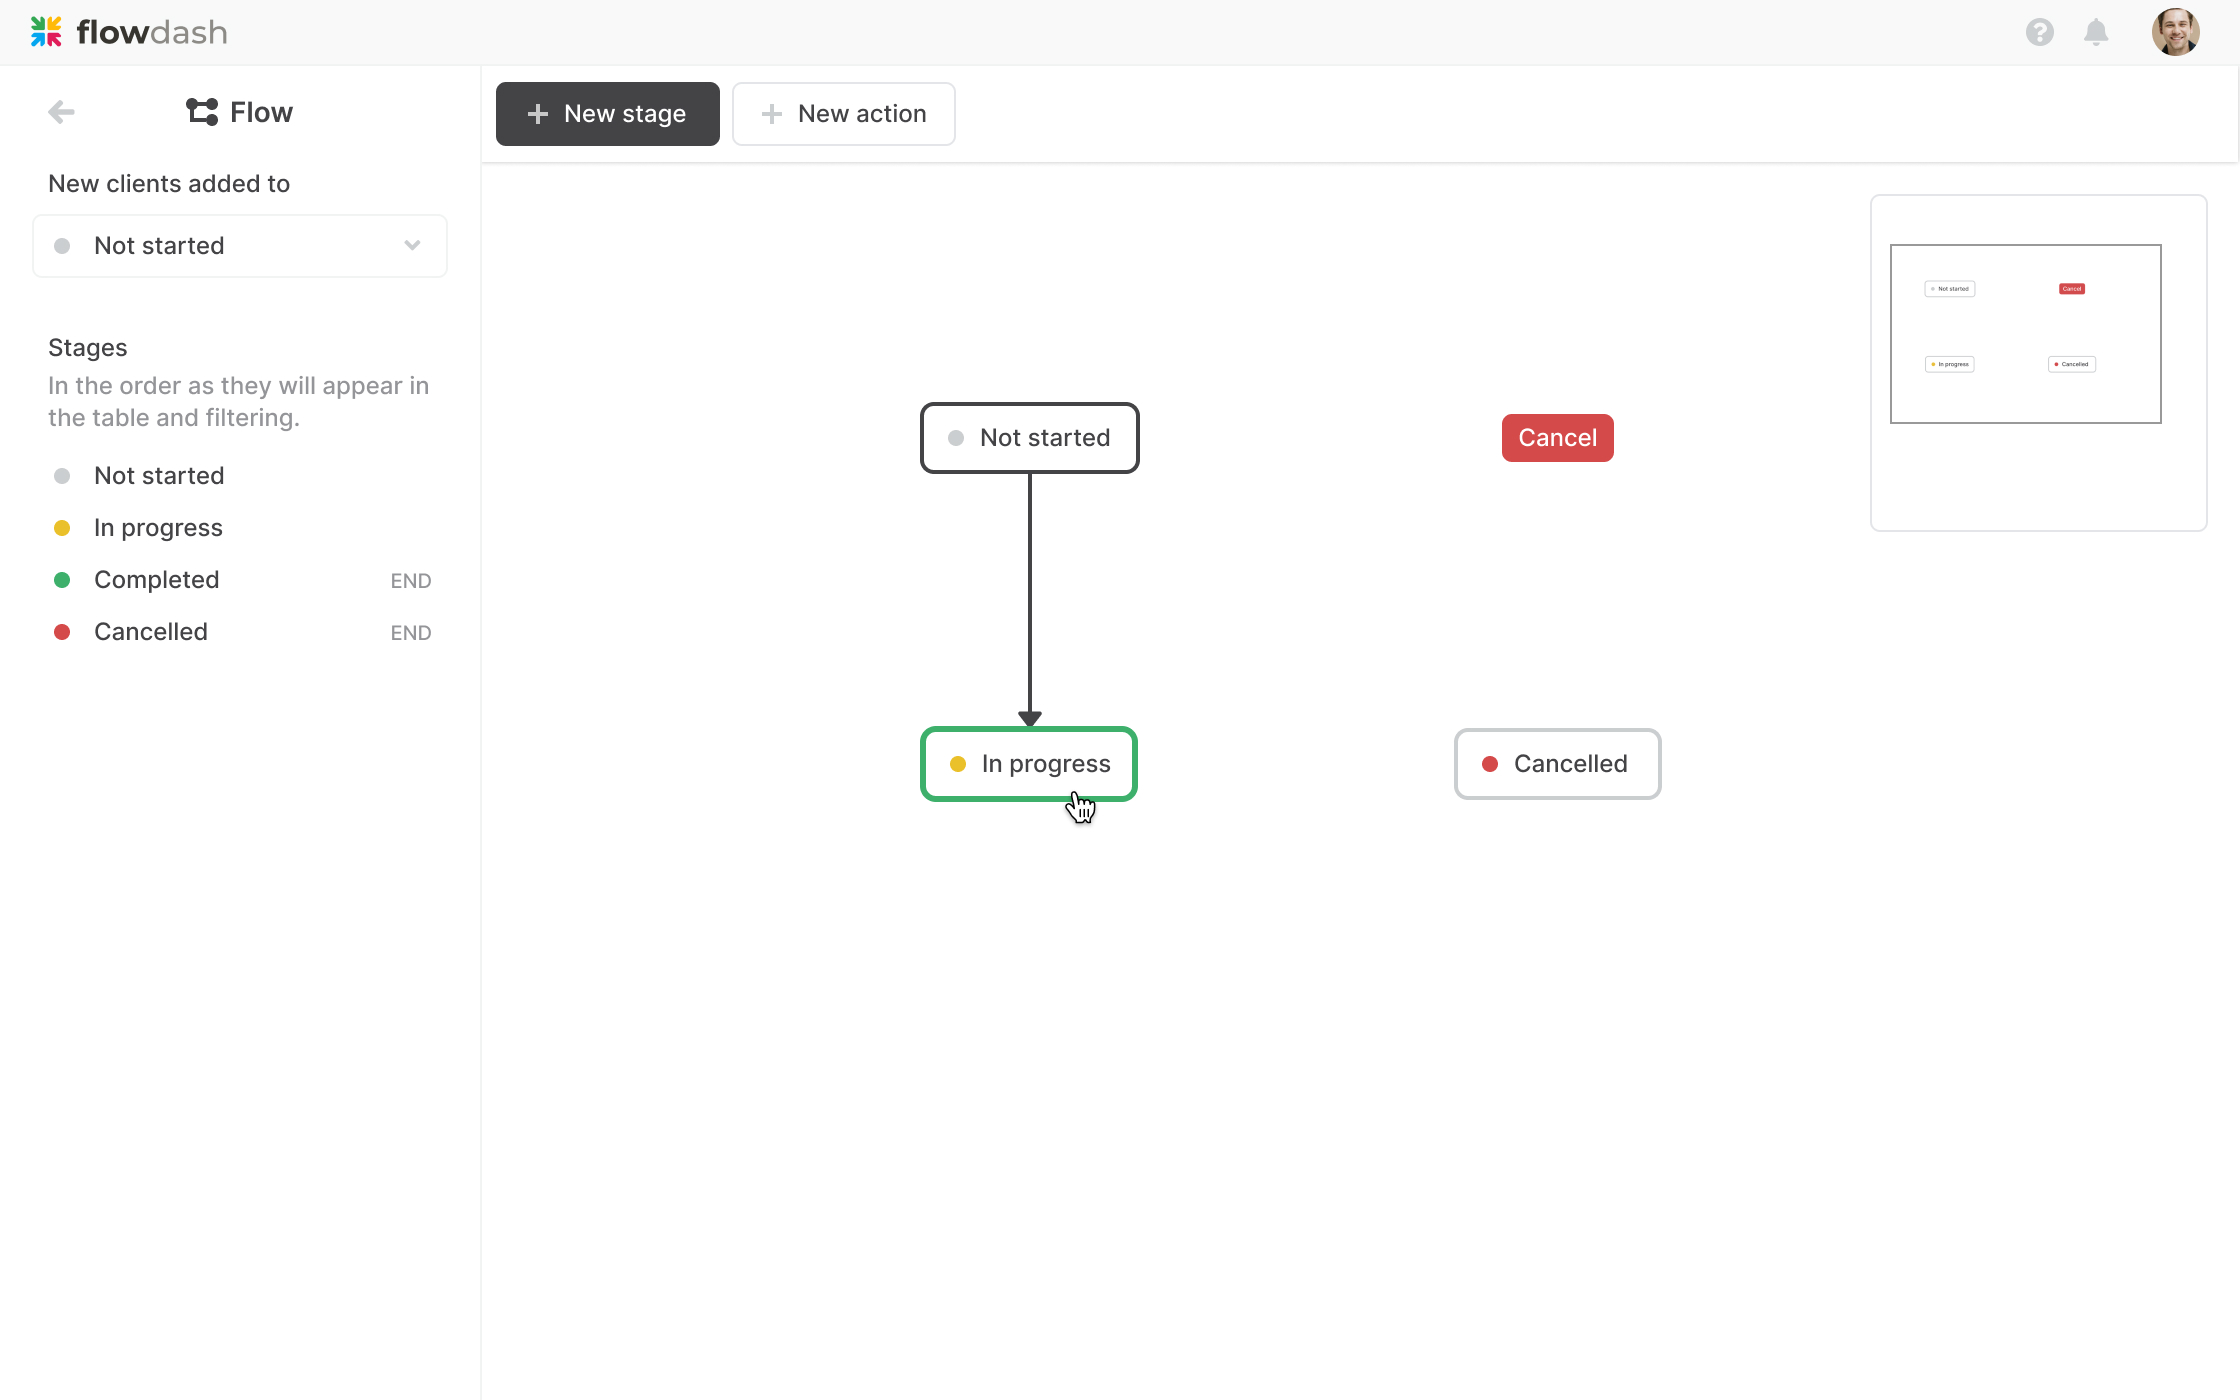 flowdash
Flow
New clients added to
Not started
Stages
In the order as they will appear in
the table and filtering.
Not started
In progress
Completed END
Cancelled END
New stage
New action
Not started
Cancel
In progress
Cancelled
Not started
Cancel
In progress
Cancelled